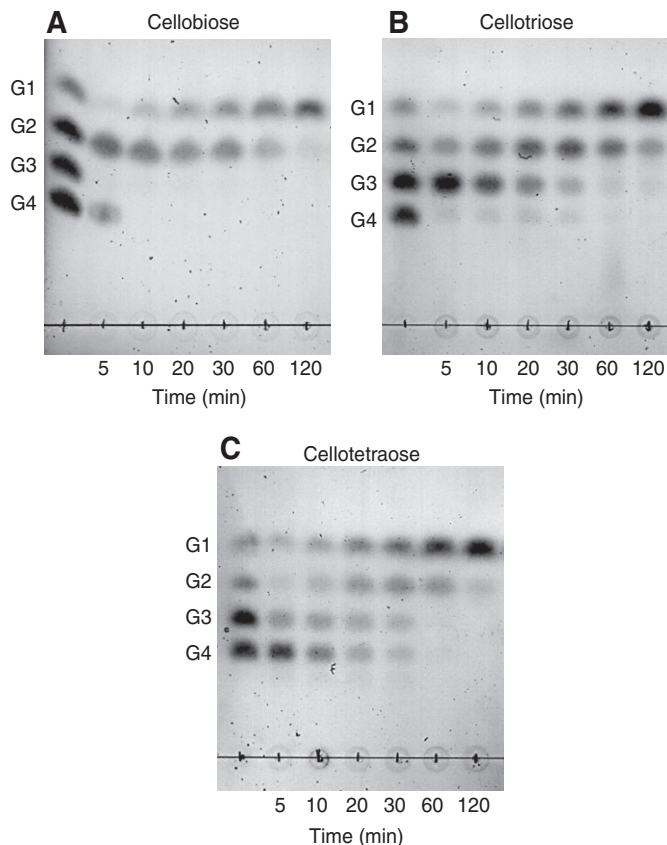 A
Cellobiose
G1
G2
G3
G4
5 10 20 30 60 120
Time (min)
B
Cellotriose
G1
G2
G3
G4
5 10 20 30 60 120
Time (min)
C
Cellotetraose
G1
G2
G3
G4
5 10 20 30 60 120
Time (min)